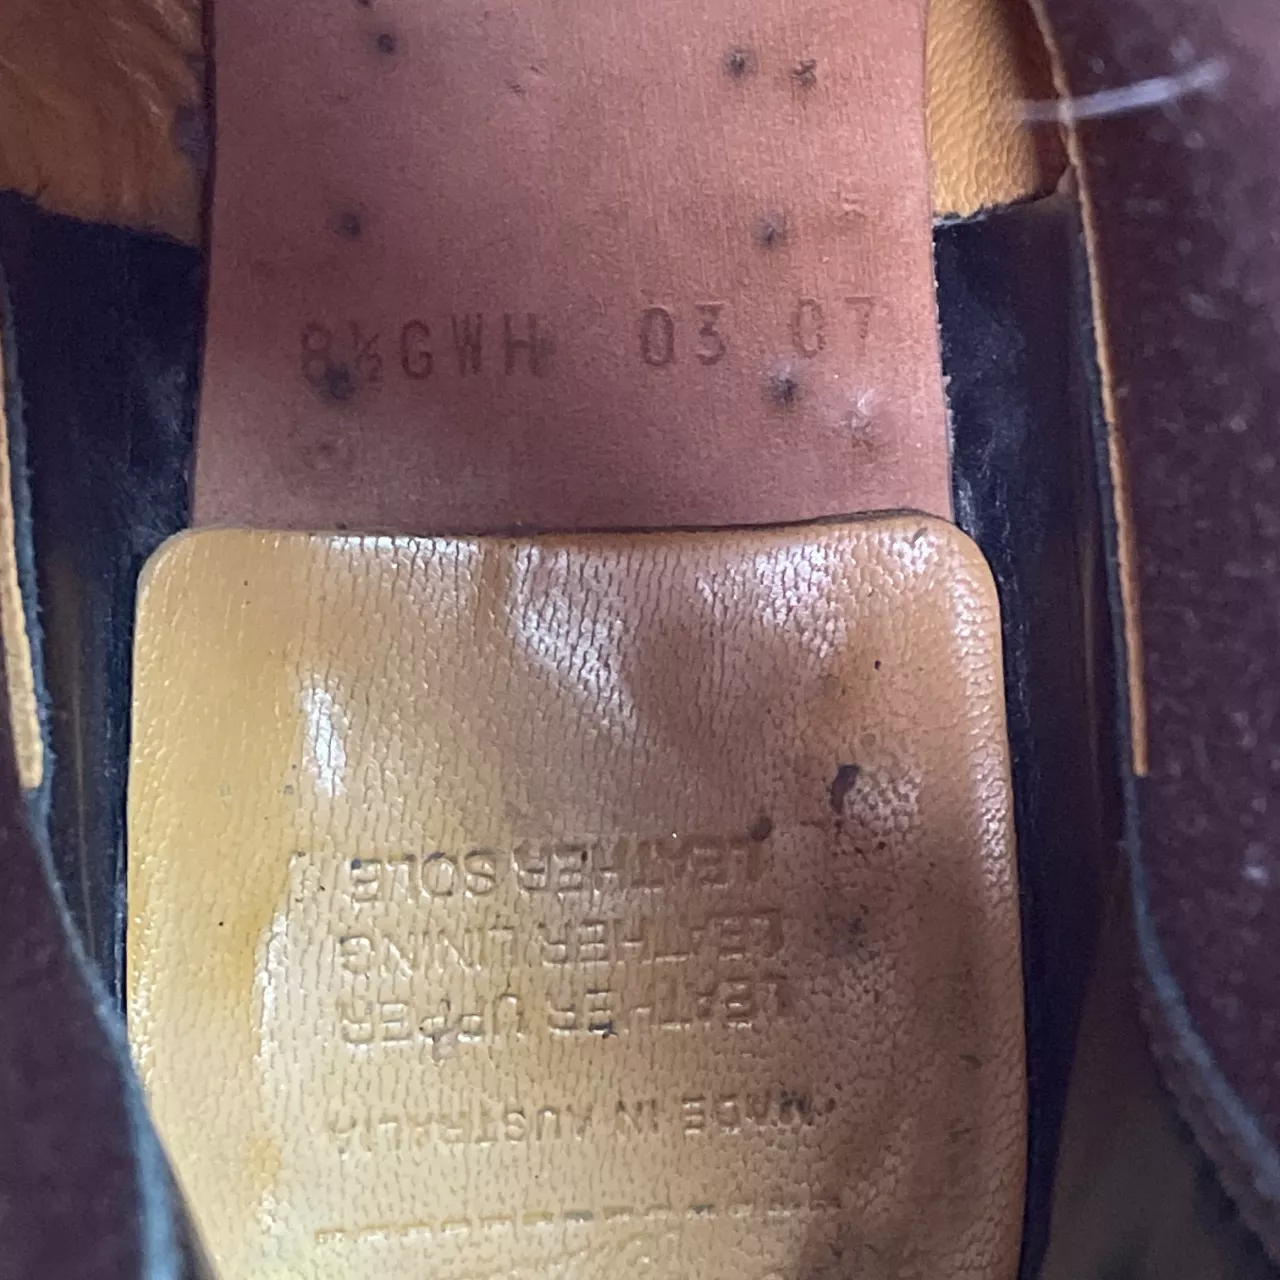 8½GWH 03 07
MADE IN AUSTRALIA
LEATHER UPPER
LEATHER LINING
LEATHER SOLE